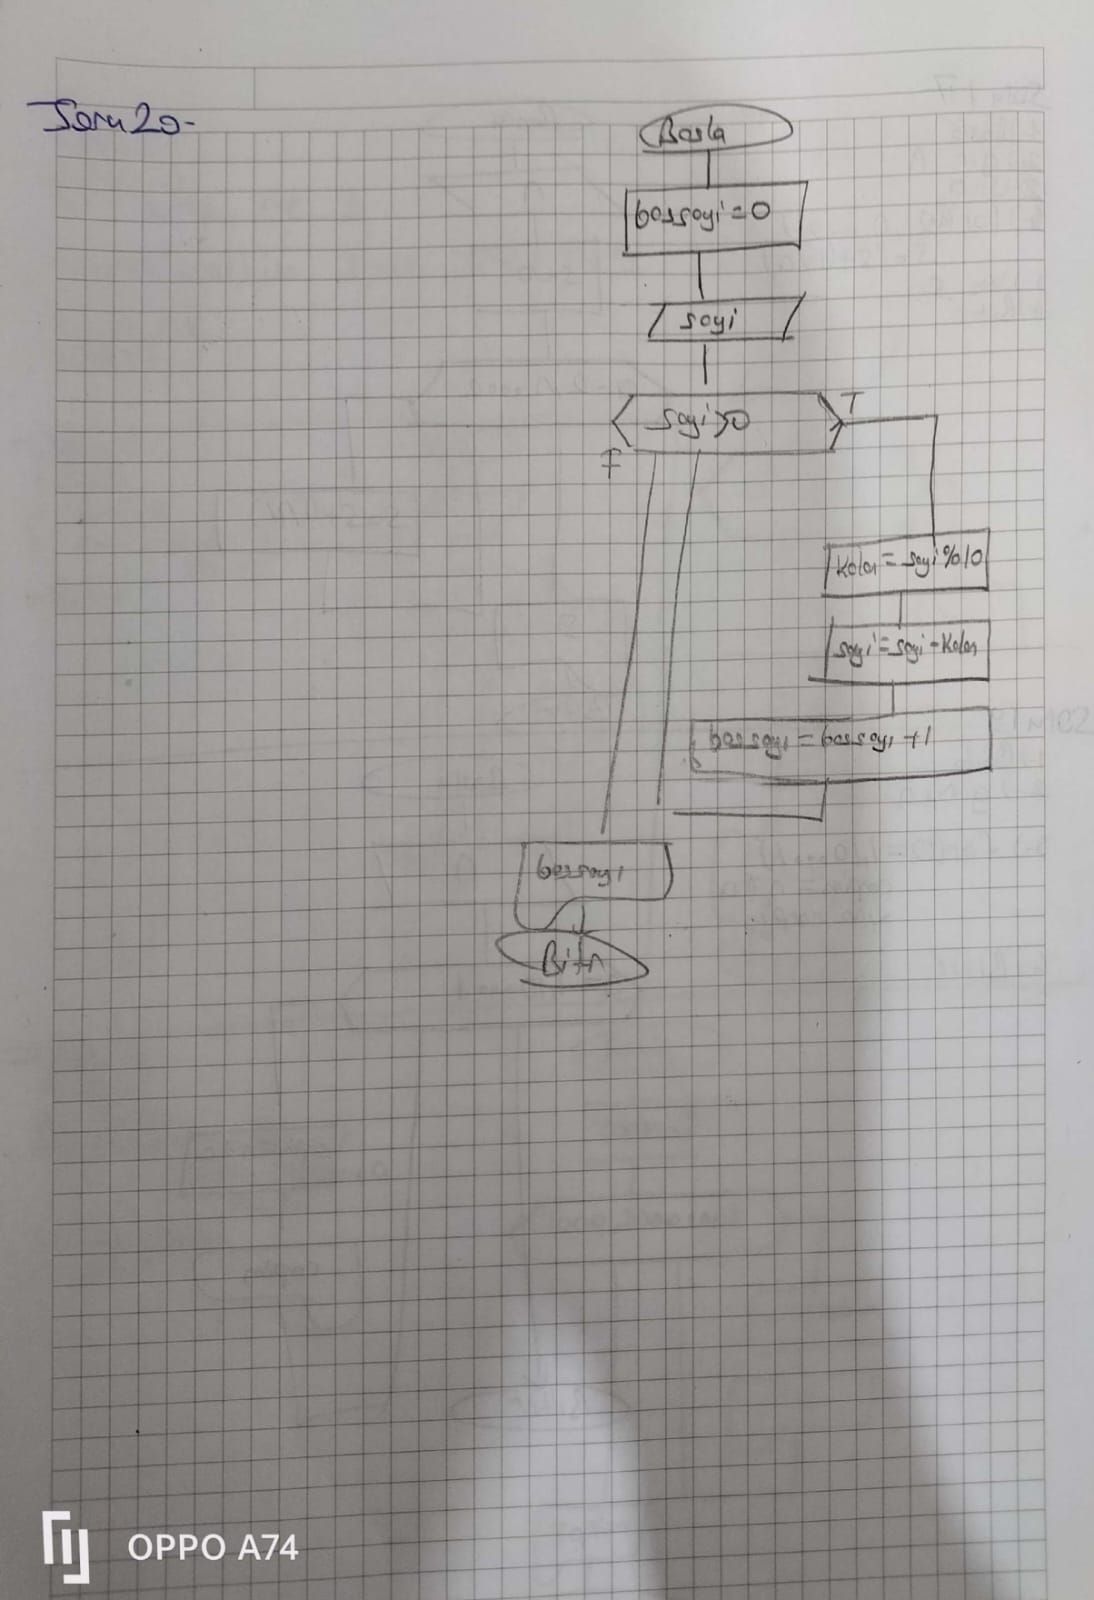 Soru 20-
Basla
bassayi = 0
sayi
sayi>0
T
F
Kalan = sayi%10
sayi = sayi - Kalan
bassayi = bassayi + 1
bassayi
Bitir
OPPO A74